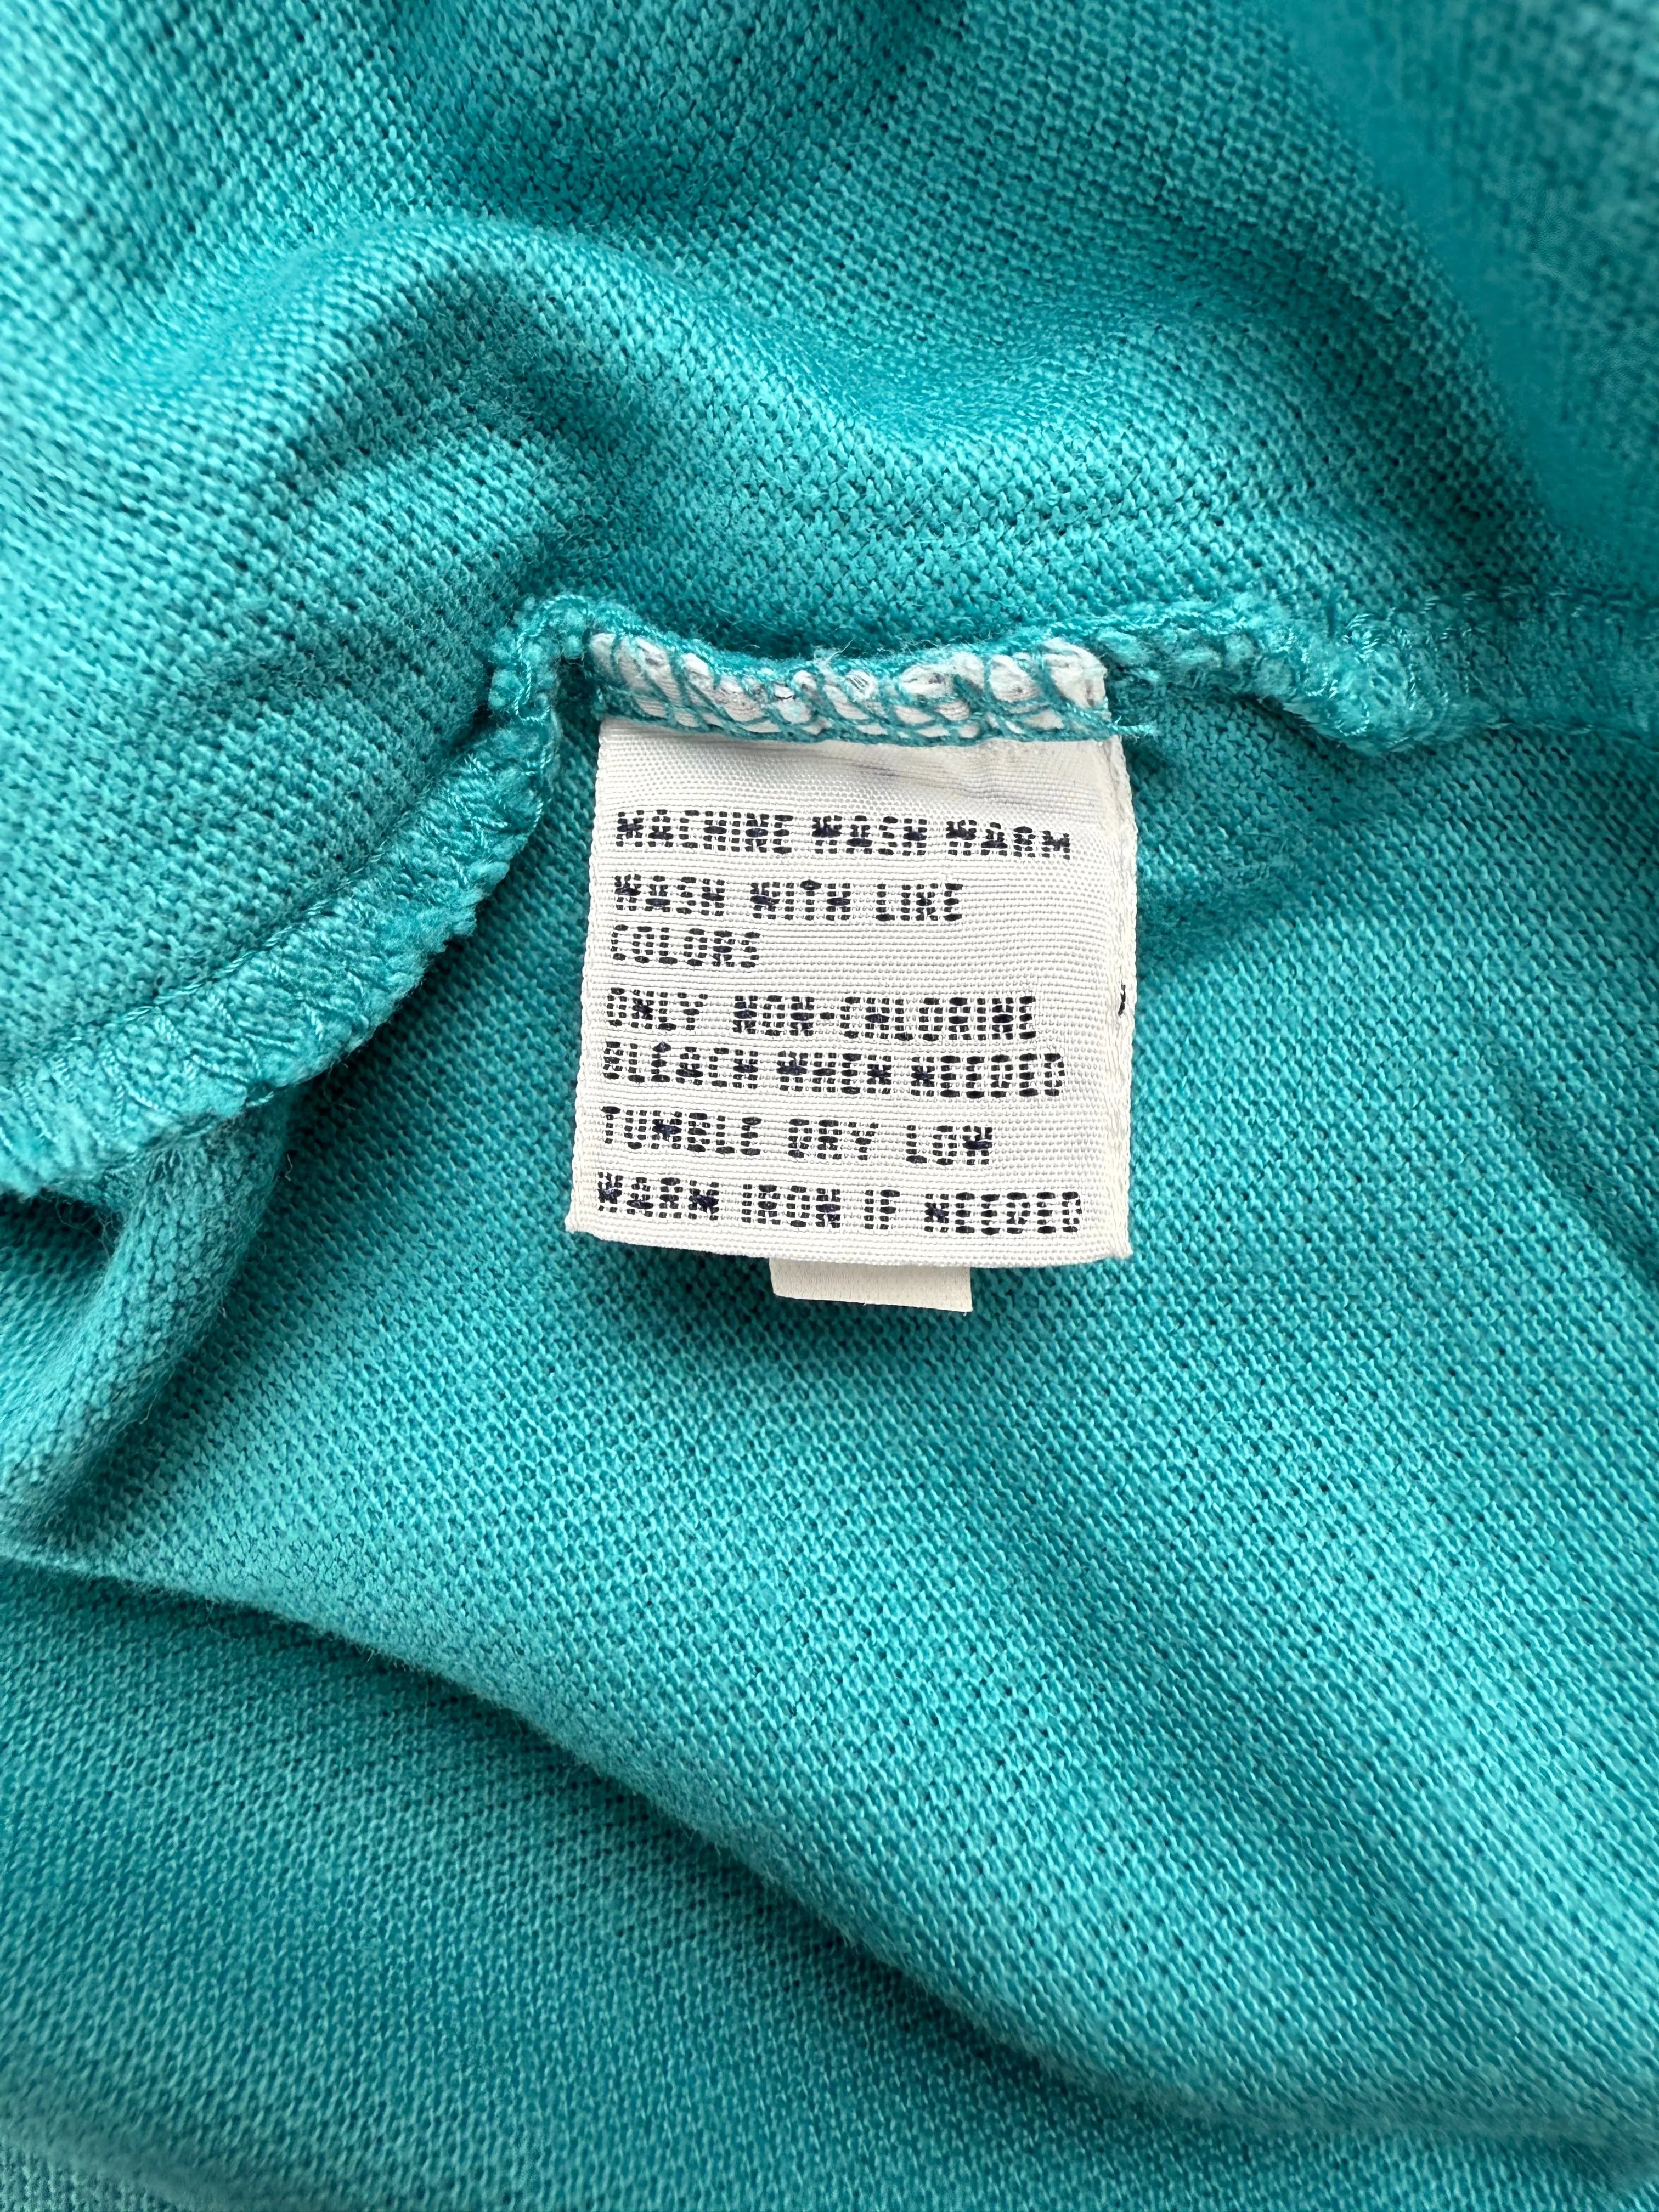 MACHINE WASH WARM
WASH WITH LIKE
COLORS
ONLY NON-CHLORINE
BLEACH WHEN NEEDED
TUMBLE DRY LOW
WARM IRON IF NEEDED